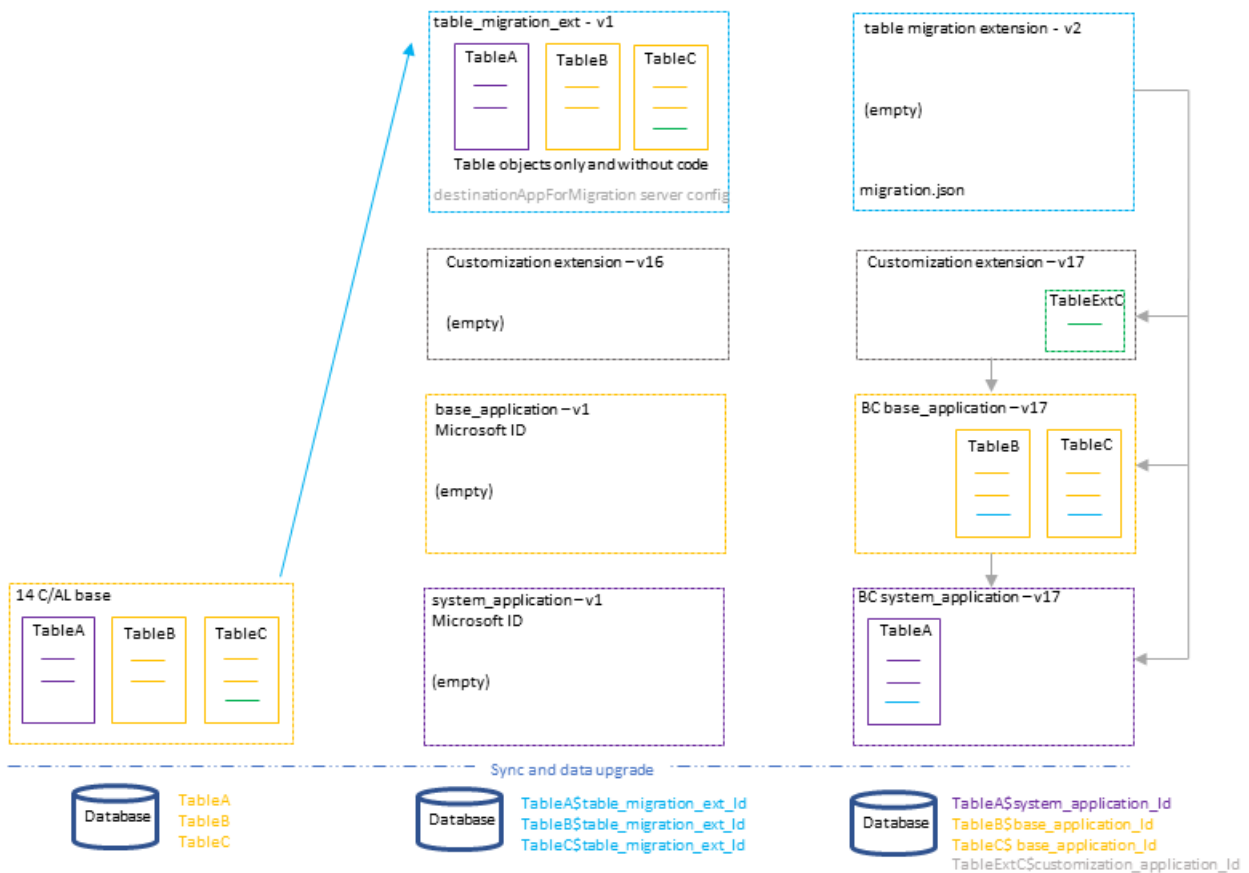 table_migration_ext - v1
TableA
TableB
TableC
Table objects only and without code
destinationAppForMigration server config
table migration extension - v2
(empty)
migration.json
Customization extension – v16
(empty)
Customization extension – v17
TableExtC
base_application – v1
Microsoft ID
(empty)
BC base_application – v17
TableB
TableC
14 C/AL base
TableA
TableB
TableC
system_application – v1
Microsoft ID
(empty)
BC system_application – v17
TableA
Sync and data upgrade
Database
TableA
TableB
TableC
Database
TableA$table_migration_ext_Id
TableB$table_migration_ext_Id
TableC$table_migration_ext_Id
Database
TableA$system_application_Id
TableB$base_application_Id
TableC$ base_application_Id
TableExtC$customization_application_Id